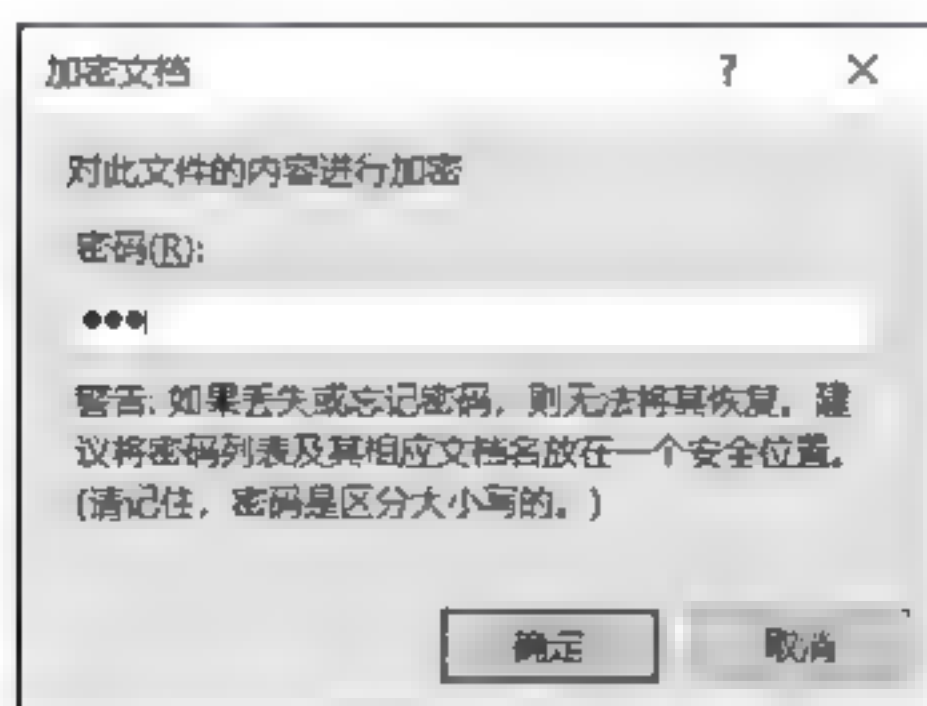 加密文档 ? ×
对此文件的内容进行加密
密码(R):
●●●
警告: 如果丢失或忘记密码，则无法将其恢复。建
议将密码列表及其相应文档名放在一个安全位置。
(请记住，密码是区分大小写的。)
确定 取消